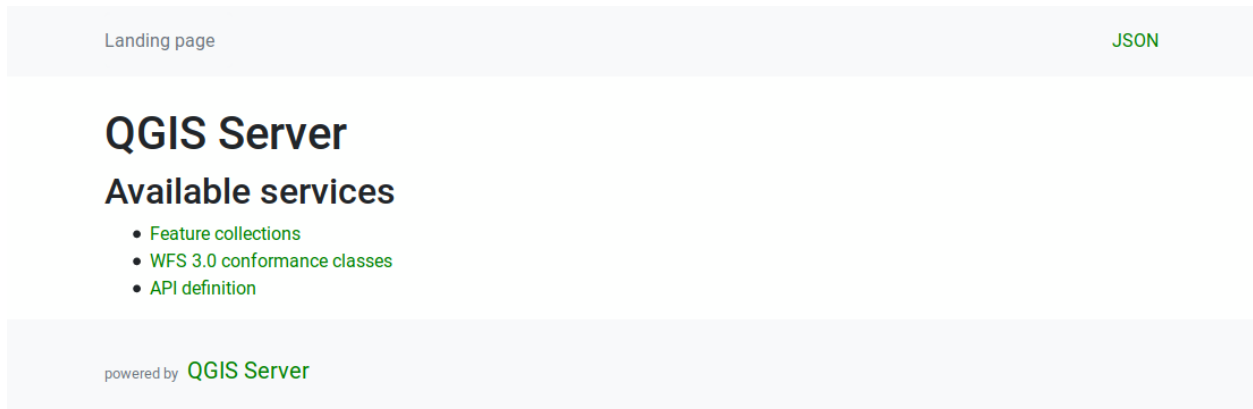 Landing page JSON
QGIS Server
Available services
Feature collections
WFS 3.0 conformance classes
API definition
powered by QGIS Server